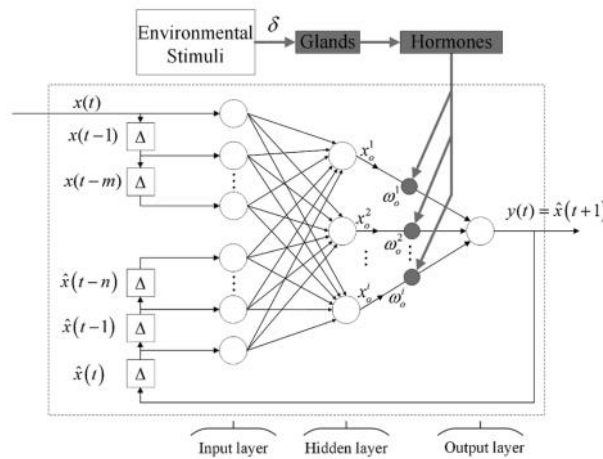 Environmental
Stimuli
δ
Glands
Hormones
x(t)
x(t−1)
Δ
x(t−m)
Δ
x̂(t−n)
Δ
x̂(t−1)
Δ
x̂(t)
Δ
x_o^1
ω_o^1
x_o^2
ω_o^2
x_o^i
ω_o^i
y(t) = x̂(t+1)
Input layer
Hidden layer
Output layer